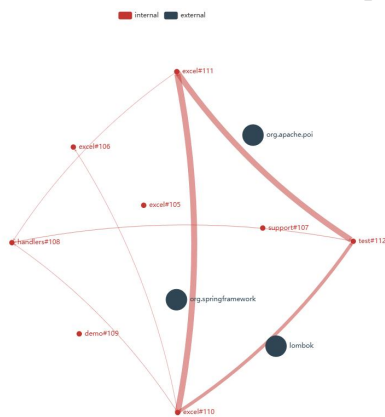 internal
external
excel#111
org.apache.poi
excel#106
excel#105
support#107
handlers#108
test#112
org.springframework
demo#109
lombok
excel#110